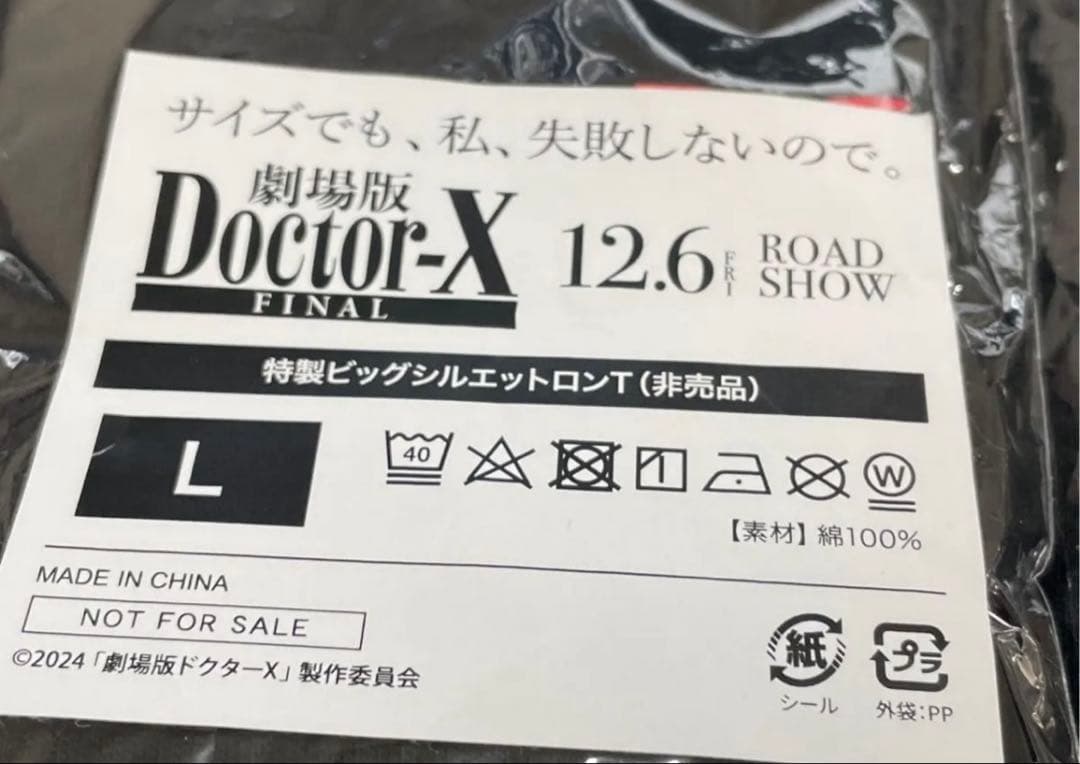 サイズでも、私、失敗しないので。
劇場版
Doctor-X
FINAL
12.6 FRI ROAD SHOW
特製ビッグシルエットロンT(非売品)
L
40
W
【素材】綿100%
MADE IN CHINA
NOT FOR SALE
©2024「劇場版ドクターX」製作委員会
紙
シール
プラ
外袋:PP